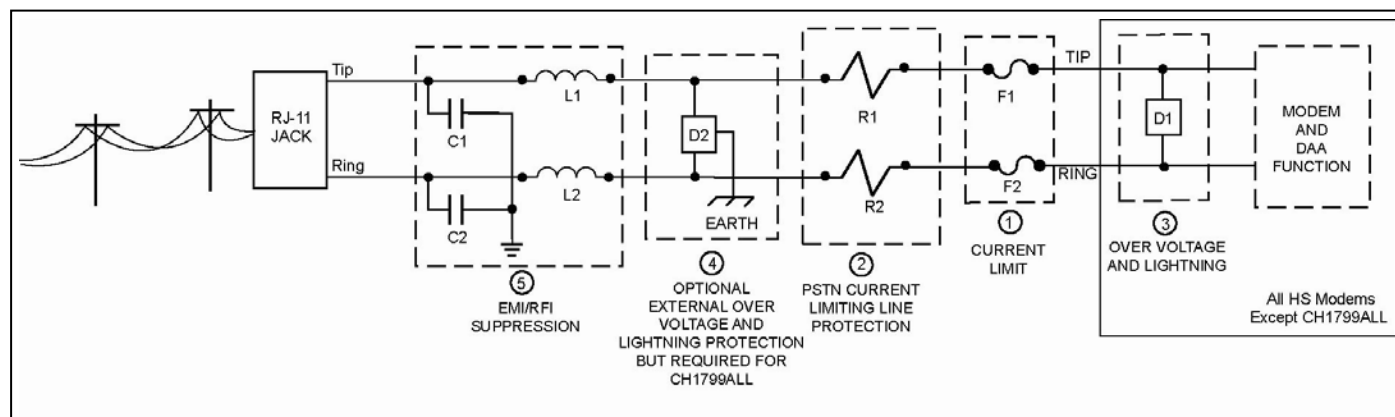 RJ-11
JACK
Tip
Ring
C1
C2
L1
L2
5
EMI/RFI
SUPPRESSION
D2
EARTH
4
OPTIONAL
EXTERNAL OVER
VOLTAGE AND
LIGHTNING PROTECTION
BUT REQUIRED FOR
CH1799ALL
R1
R2
2
PSTN CURRENT
LIMITING LINE
PROTECTION
F1
F2
1
CURRENT
LIMIT
TIP
RING
D1
3
OVER VOLTAGE
AND LIGHTNING
MODEM
AND
DAA
FUNCTION
All HS Modems
Except CH1799ALL